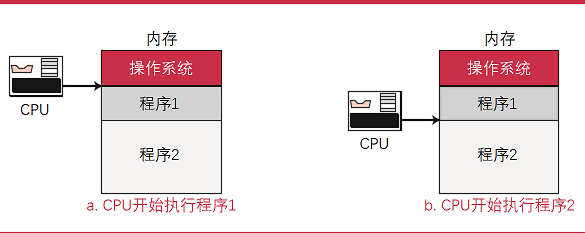 内存
操作系统
程序1
程序2
CPU
a. CPU开始执行程序1
内存
操作系统
程序1
程序2
CPU
b. CPU开始执行程序2